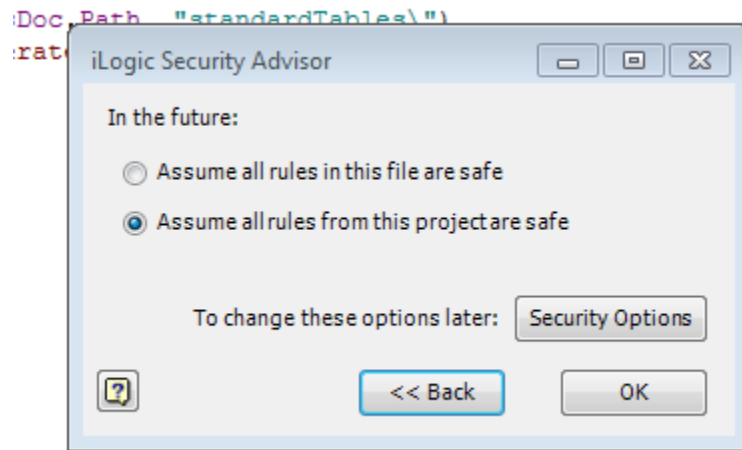 Doc.Path "standardTables\")
iLogic Security Advisor
In the future:
Assume all rules in this file are safe
Assume all rules from this project are safe
To change these options later: Security Options
<< Back OK